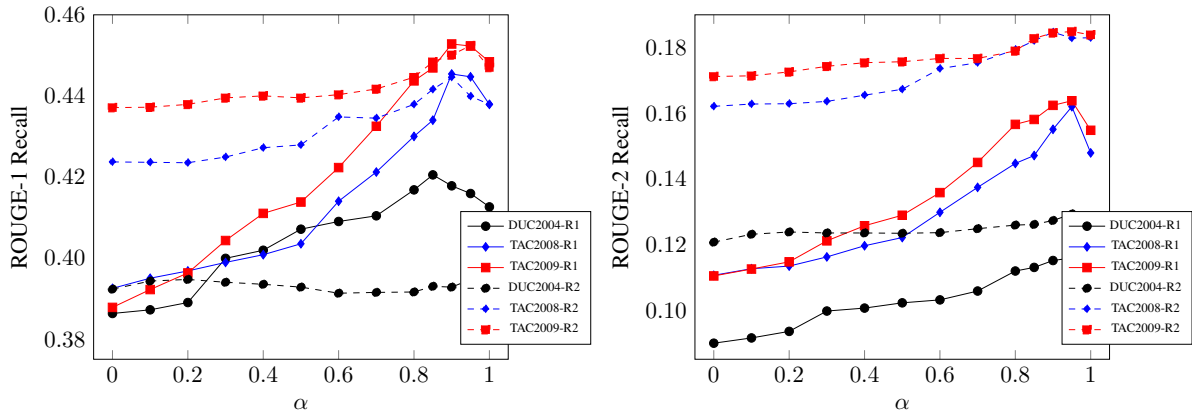 0.46
0.44
0.42
0.40
0.38
ROUGE-1 Recall
0
0.2
0.4
0.6
0.8
1
α
DUC2004-R1
TAC2008-R1
TAC2009-R1
DUC2004-R2
TAC2008-R2
TAC2009-R2
0.18
0.16
0.14
0.12
0.10
ROUGE-2 Recall
0
0.2
0.4
0.6
0.8
1
α
DUC2004-R1
TAC2008-R1
TAC2009-R1
DUC2004-R2
TAC2008-R2
TAC2009-R2